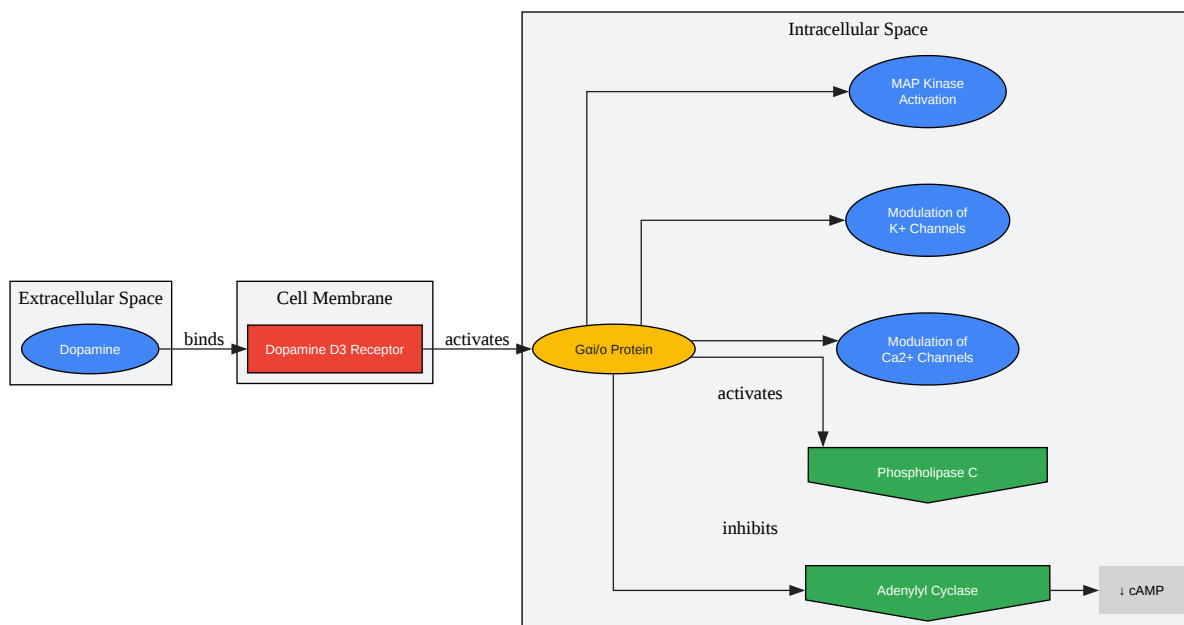 Intracellular Space
MAP Kinase
Activation
Modulation of
K+ Channels
Extracellular Space
Cell Membrane
Dopamine
binds
Dopamine D3 Receptor
activates
Gαi/o Protein
Modulation of
Ca2+ Channels
activates
Phospholipase C
inhibits
Adenylyl Cyclase
↓ cAMP